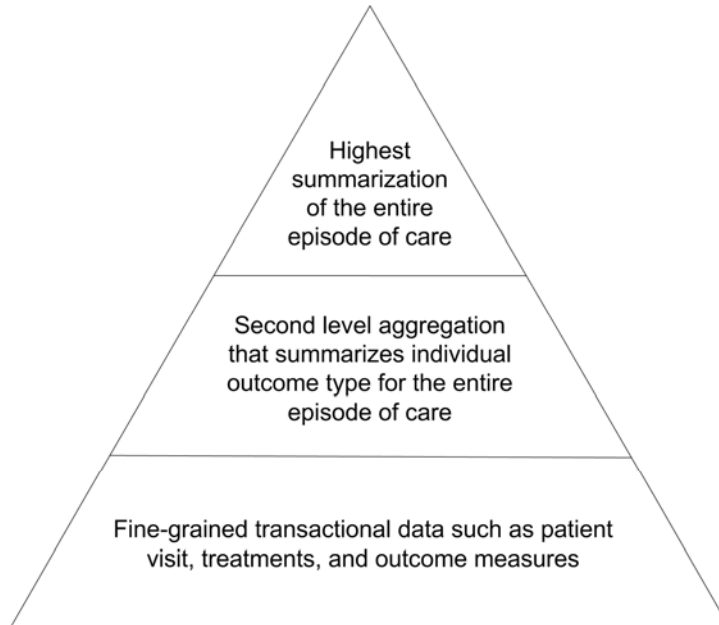 Highest
summarization
of the entire
episode of care
Second level aggregation
that summarizes individual
outcome type for the entire
episode of care
Fine-grained transactional data such as patient
visit, treatments, and outcome measures